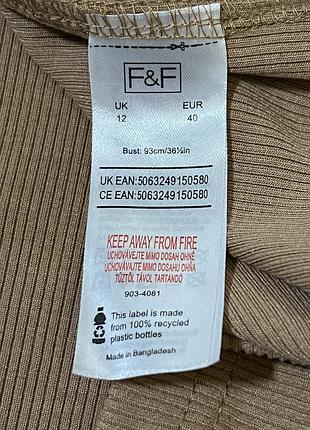 F&F
UK EUR
12 40
Bust: 93cm/36½in
UK EAN:5063249150580
CE EAN:5063249150580
KEEP AWAY FROM FIRE
UCHOVÁVEJTE MIMO DOSAH OHNĚ
UCHOVÁVAJTE MIMO DOSAHU OHŇA
TŰZTŐL TÁVOL TARTANDÓ
903-4081
This label is
made from
100% recycled
plastic bottles
Made in Bangladesh